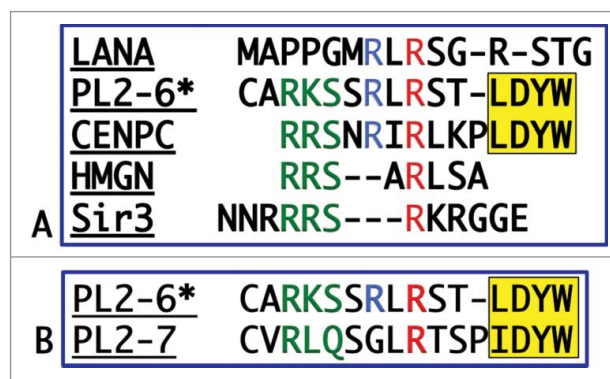 LANA MAPPGMRLRSG-R-STG
PL2-6* CARKSSRLRST-LDYW
CENPC RRSNRIRLKPLDYW
HMGN RRS--ARLSA
A Sir3 NNRRRS---RKRGGE
PL2-6* CARKSSRLRST-LDYW
B PL2-7 CVRLQSGLRTSPIDYW